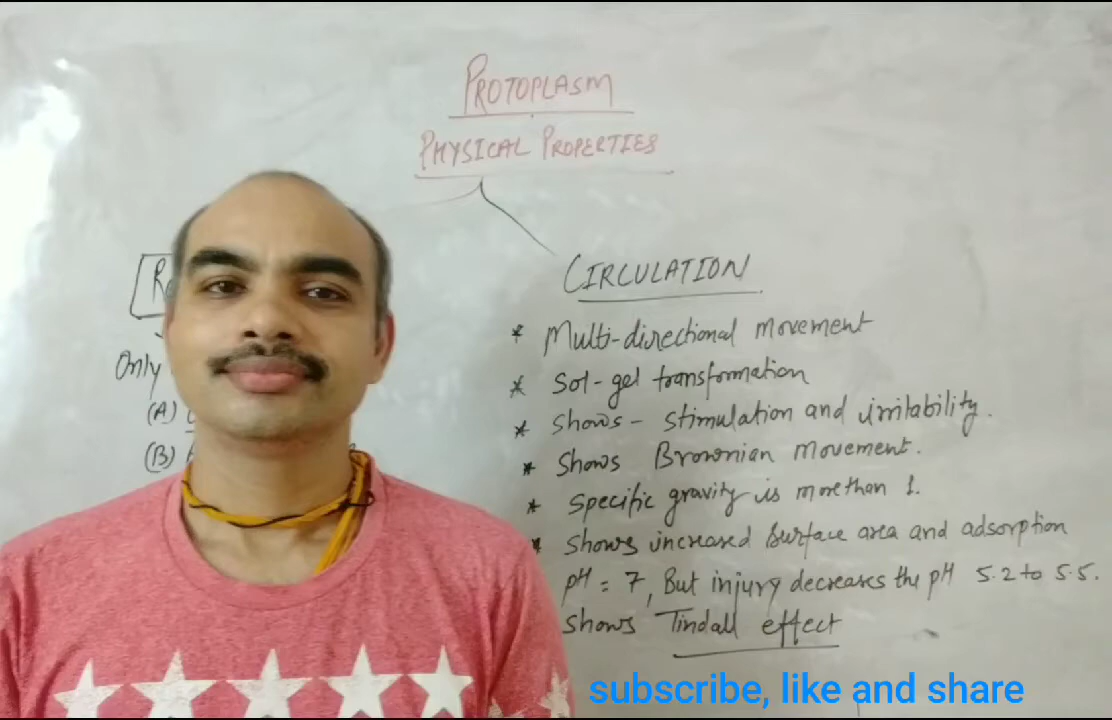 PROTOPLASM
PHYSICAL PROPERTIES
CIRCULATION
* Multi-directional movement
* Sol-gel transformation
* Shows - stimulation and irritability.
* Shows Brownian movement.
* Specific gravity is more than 1.
* Shows increased surface area and adsorption
pH = 7, But injury decreases the pH 5.2 to 5.5.
Shows Tindall effect
Only
(A)
(B)
subscribe, like and share